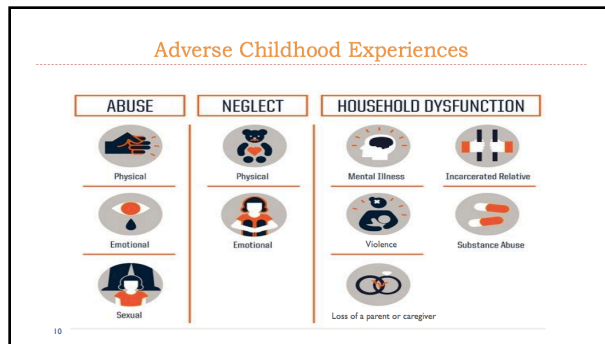 Adverse Childhood Experiences
ABUSE
NEGLECT
HOUSEHOLD DYSFUNCTION
Physical
Physical
Mental Illness
Incarcerated Relative
Emotional
Emotional
Violence
Substance Abuse
Sexual
Loss of a parent or caregiver
10